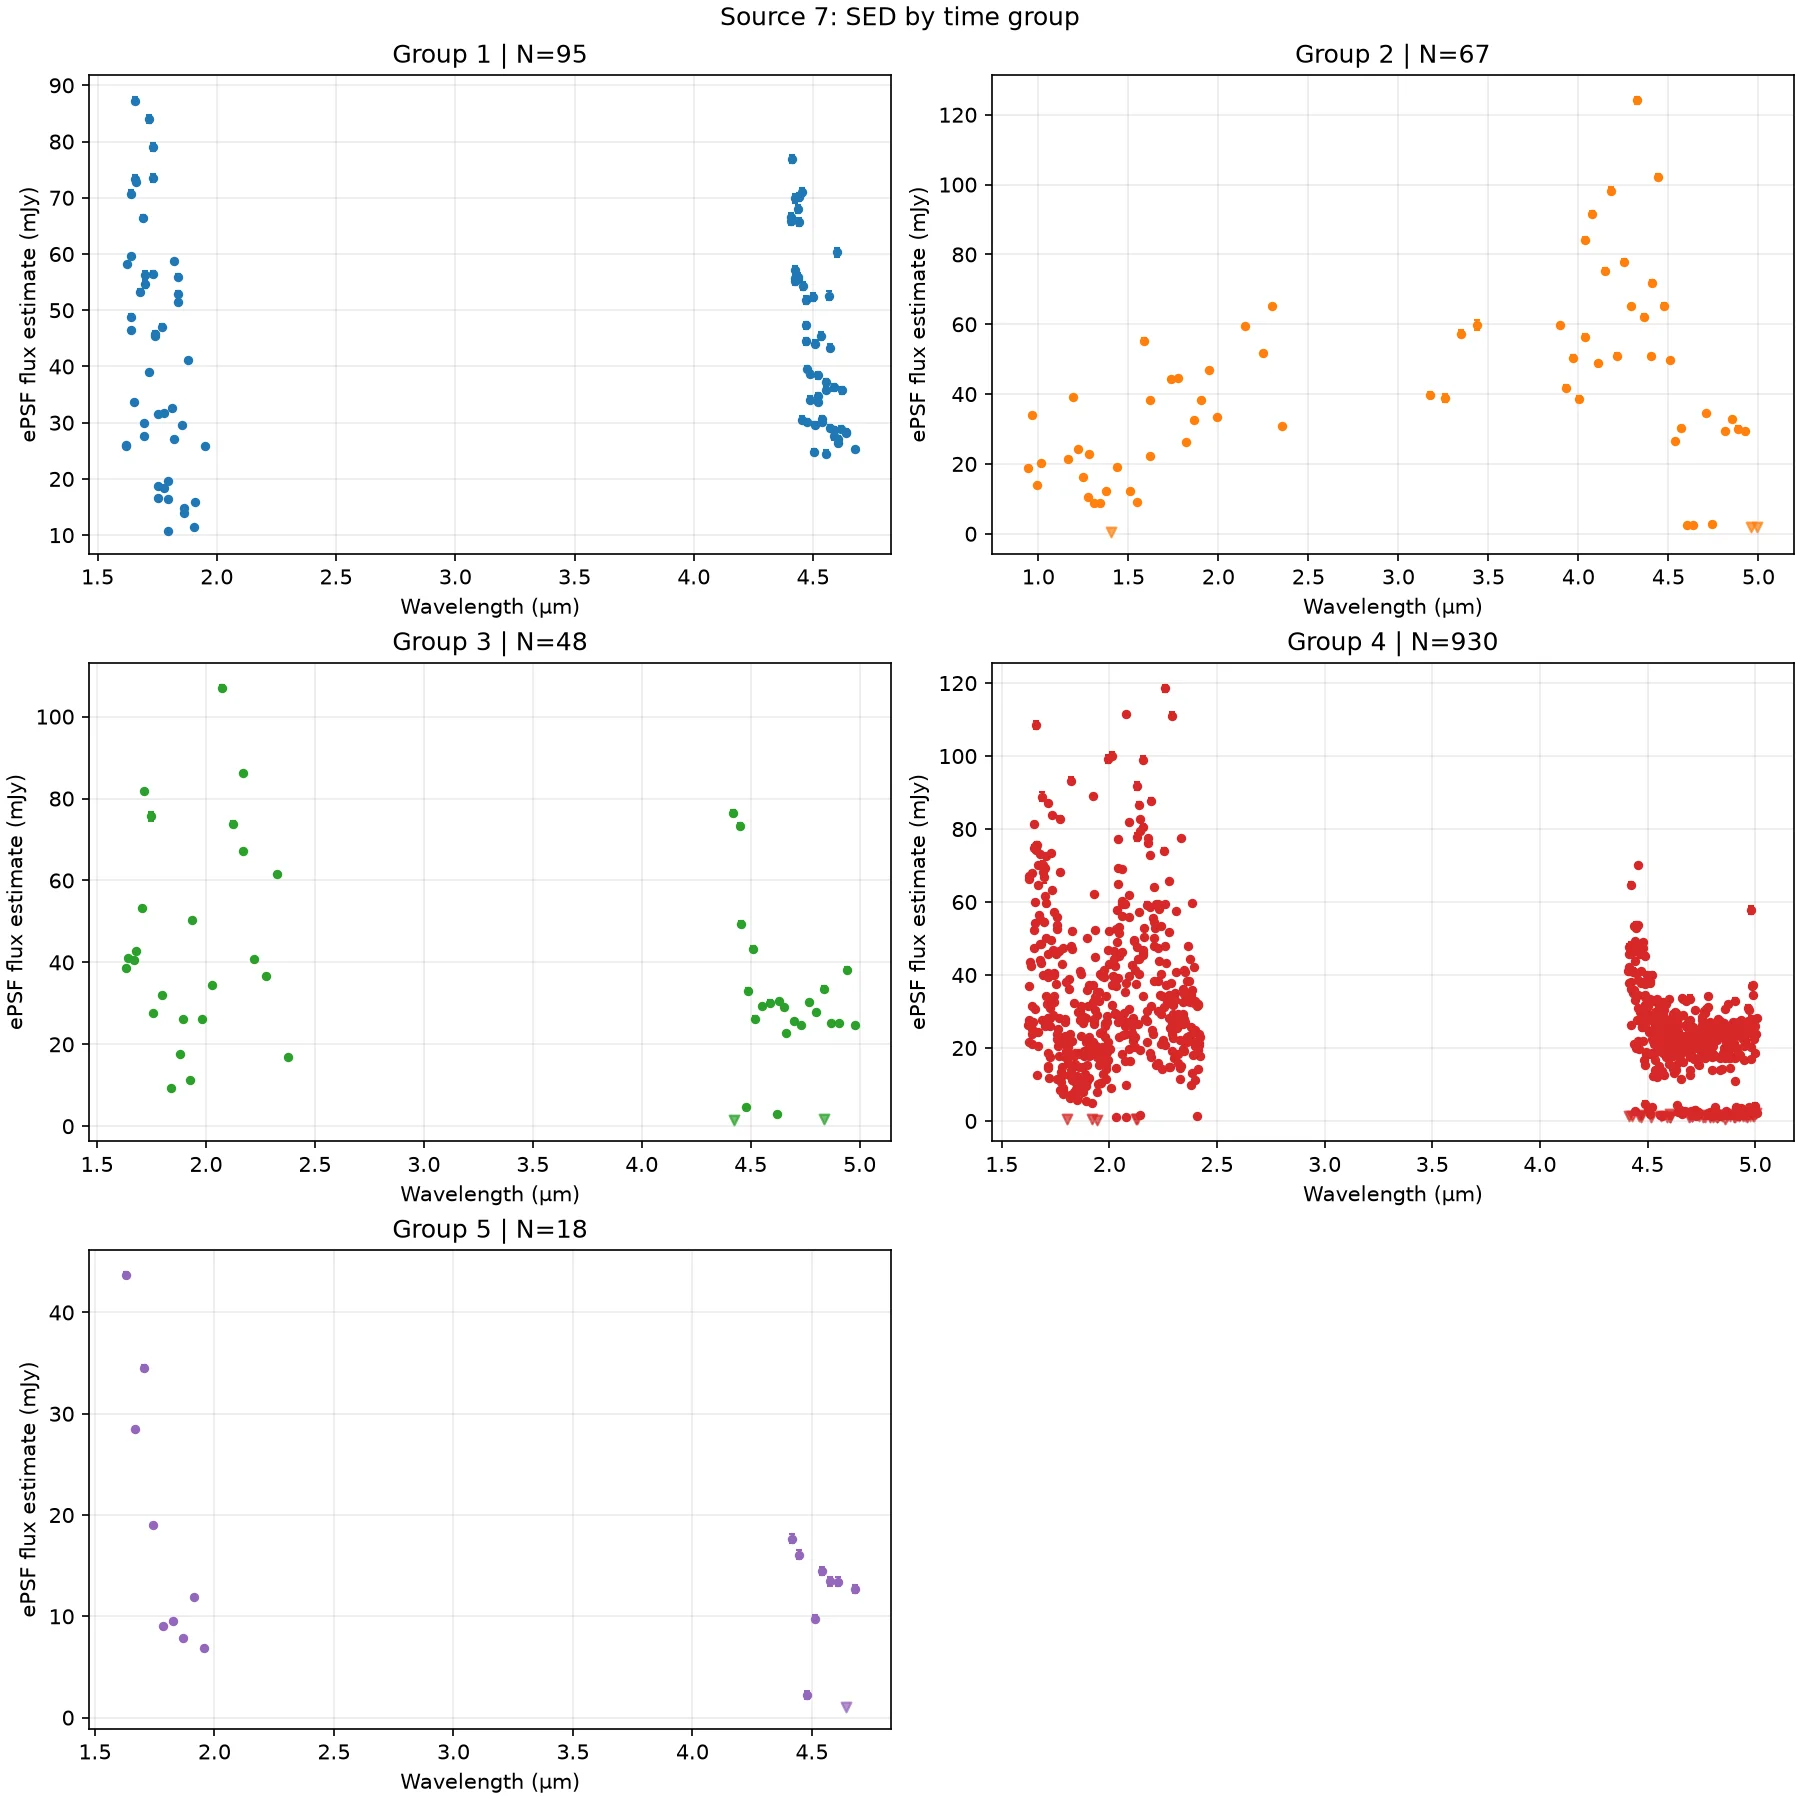 Source 7: SED by time group
Group 1 | N=95
90
80
70
60
50
40
30
20
10
ePSF flux estimate (mJy)
1.5 2.0 2.5 3.0 3.5 4.0 4.5
Wavelength (μm)
Group 2 | N=67
120
100
80
60
40
20
0
ePSF flux estimate (mJy)
1.0 1.5 2.0 2.5 3.0 3.5 4.0 4.5 5.0
Wavelength (μm)
Group 3 | N=48
100
80
60
40
20
0
ePSF flux estimate (mJy)
1.5 2.0 2.5 3.0 3.5 4.0 4.5 5.0
Wavelength (μm)
Group 4 | N=930
120
100
80
60
40
20
0
ePSF flux estimate (mJy)
1.5 2.0 2.5 3.0 3.5 4.0 4.5 5.0
Wavelength (μm)
Group 5 | N=18
40
30
20
10
0
ePSF flux estimate (mJy)
1.5 2.0 2.5 3.0 3.5 4.0 4.5
Wavelength (μm)